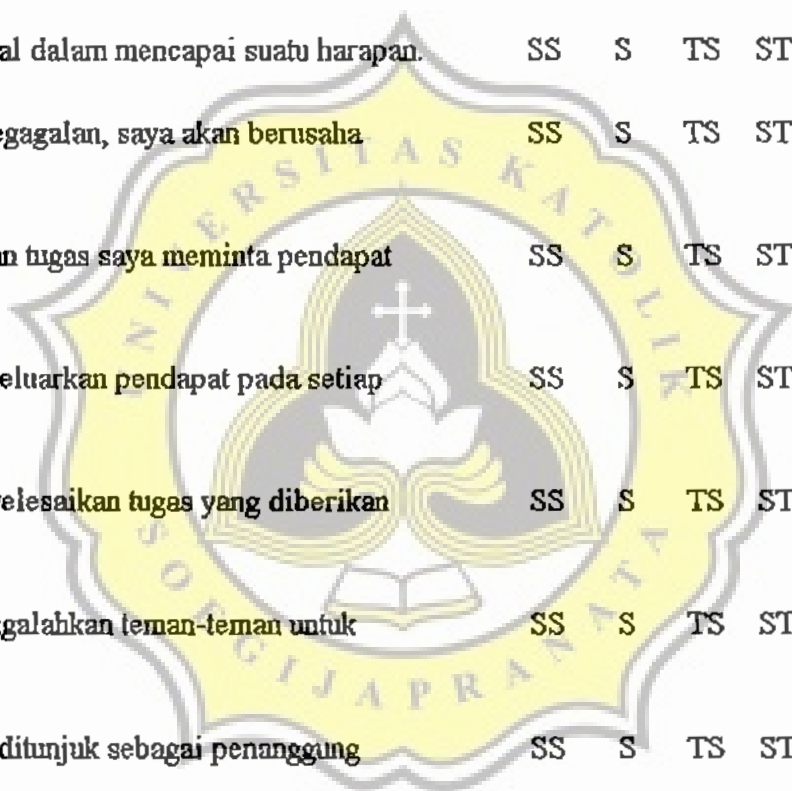 al dalam mencapai suatu harapan. SS S TS ST
egagalan, saya akan berusaha SS S TS ST
n tugas saya meminta pendapat SS S TS ST
eluarkan pendapat pada setiap SS S TS ST
elesaikan tugas yang diberikan SS S TS ST
galahkan teman-teman untuk SS S TS ST
ditunjuk sebagai penanggung SS S TS ST
UNIVERSITAS KATOLIK
SOEGIJAPRANATA